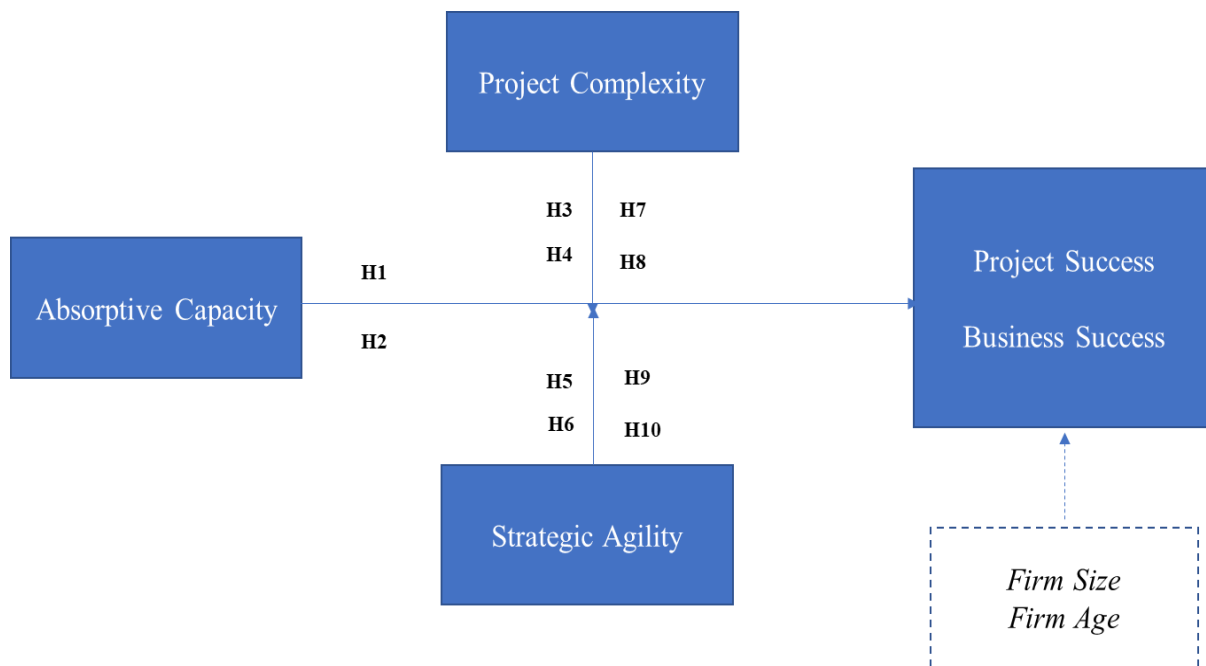 Project Complexity
H3
H7
H4
H8
Absorptive Capacity
H1
H2
Project Success
Business Success
H5
H9
H6
H10
Strategic Agility
Firm Size
Firm Age